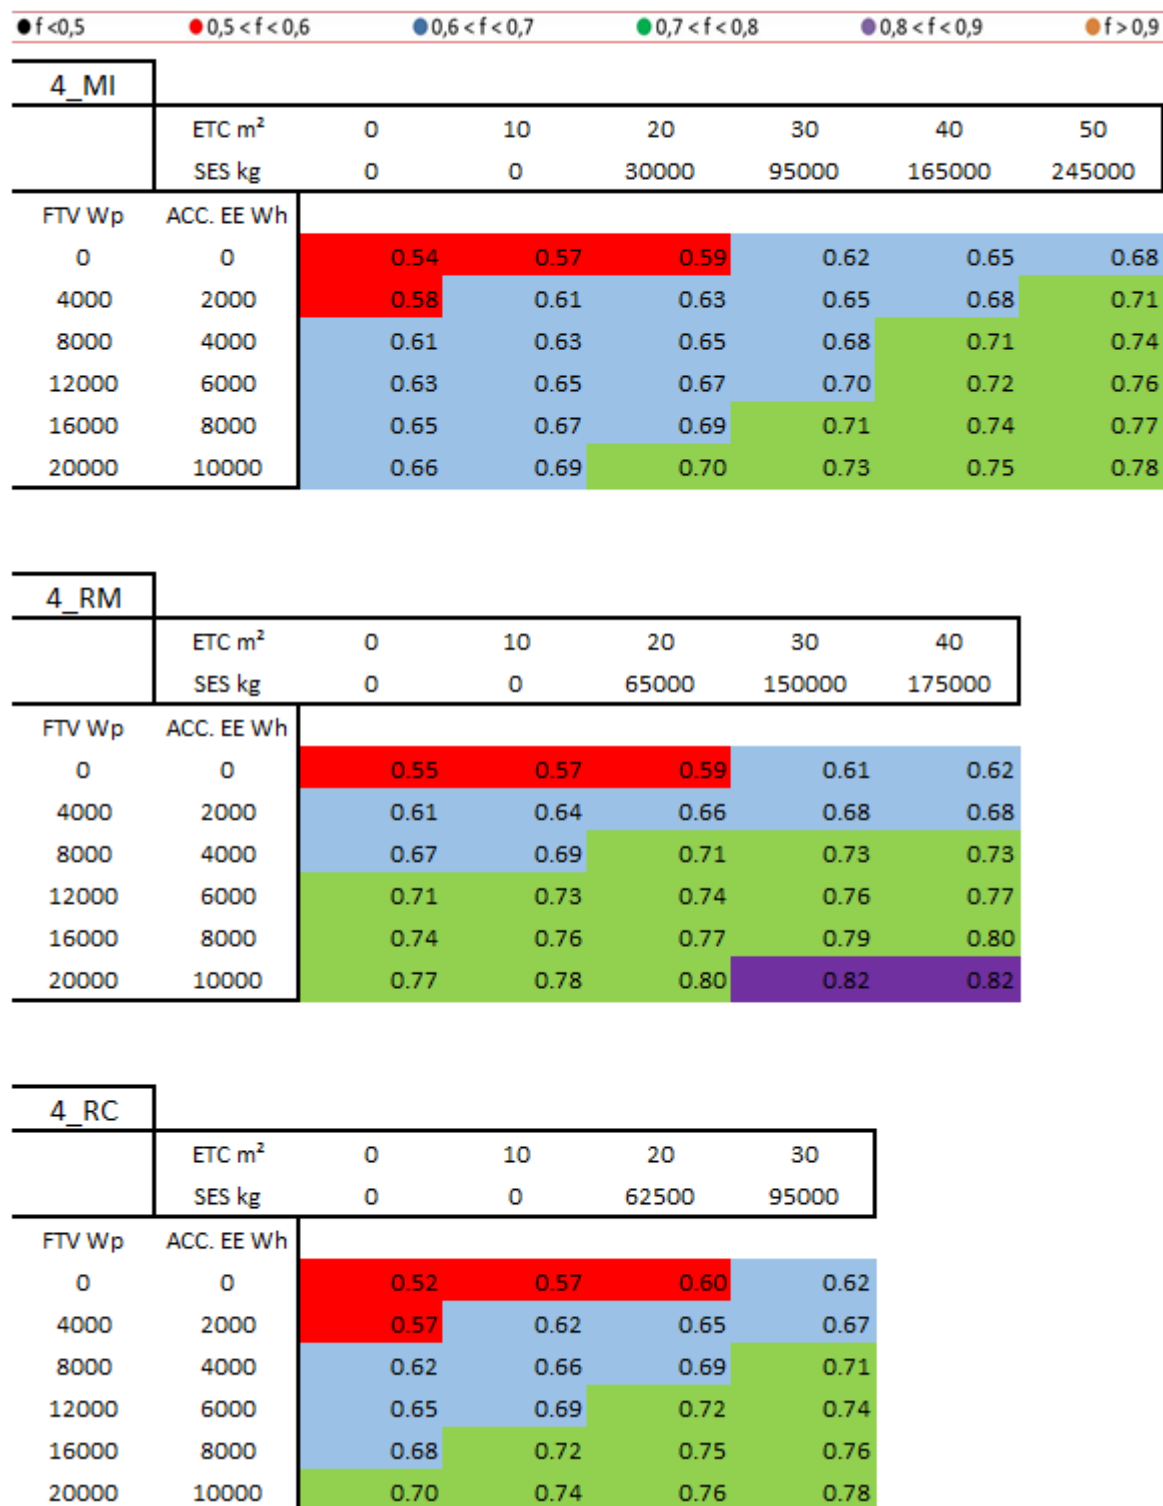 f <0,5 0,5 < f < 0,6 0,6 < f < 0,7 0,7 < f < 0,8 0,8 < f < 0,9 f > 0,9
4_MI
ETC m² 0 10 20 30 40 50
SES kg 0 0 30000 95000 165000 245000
FTV Wp ACC. EE Wh
0 0 0.54 0.57 0.59 0.62 0.65 0.68
4000 2000 0.58 0.61 0.63 0.65 0.68 0.71
8000 4000 0.61 0.63 0.65 0.68 0.71 0.74
12000 6000 0.63 0.65 0.67 0.70 0.72 0.76
16000 8000 0.65 0.67 0.69 0.71 0.74 0.77
20000 10000 0.66 0.69 0.70 0.73 0.75 0.78
4_RM
ETC m² 0 10 20 30 40
SES kg 0 0 65000 150000 175000
FTV Wp ACC. EE Wh
0 0 0.55 0.57 0.59 0.61 0.62
4000 2000 0.61 0.64 0.66 0.68 0.68
8000 4000 0.67 0.69 0.71 0.73 0.73
12000 6000 0.71 0.73 0.74 0.76 0.77
16000 8000 0.74 0.76 0.77 0.79 0.80
20000 10000 0.77 0.78 0.80 0.82 0.82
4_RC
ETC m² 0 10 20 30
SES kg 0 0 62500 95000
FTV Wp ACC. EE Wh
0 0 0.52 0.57 0.60 0.62
4000 2000 0.57 0.62 0.65 0.67
8000 4000 0.62 0.66 0.69 0.71
12000 6000 0.65 0.69 0.72 0.74
16000 8000 0.68 0.72 0.75 0.76
20000 10000 0.70 0.74 0.76 0.78